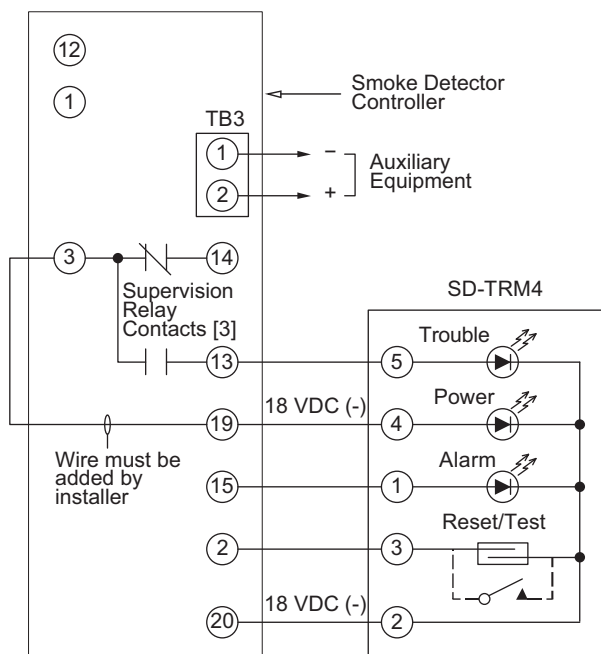 12
1
Smoke Detector
Controller
TB3
1
−
2
+
Auxiliary
Equipment
3
14
Supervision
Relay
Contacts [3]
SD-TRM4
Trouble
13
5
Power
19
18 VDC (-)
4
Wire must be
added by
installer
Alarm
15
1
Reset/Test
2
3
20
18 VDC (-)
2